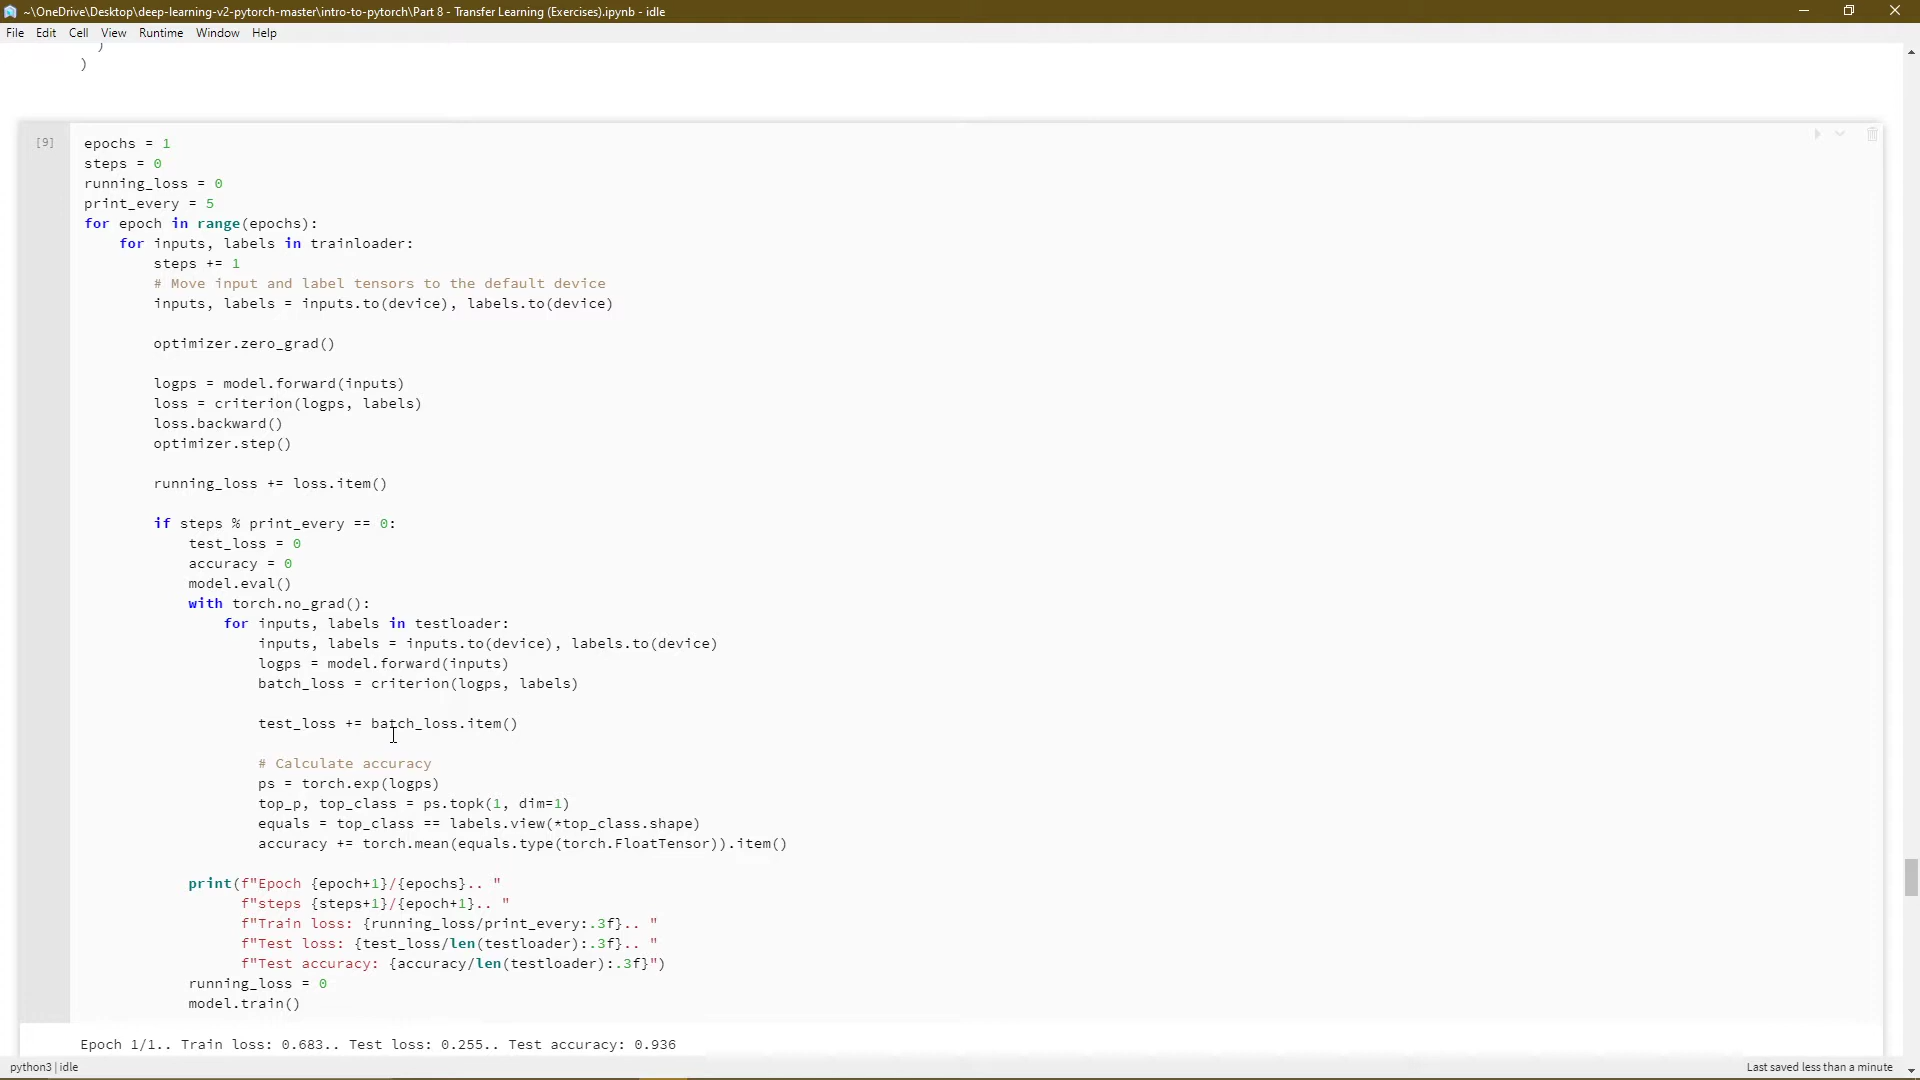 ~\OneDrive\Desktop\deep-learning-v2-pytorch-master\intro-to-pytorch\Part 8 - Transfer Learning (Exercises).ipynb - idle
File Edit Cell View Runtime Window Help
)
)
[9]
epochs = 1
steps = 0
running_loss = 0
print_every = 5
for epoch in range(epochs):
    for inputs, labels in trainloader:
        steps += 1
        # Move input and label tensors to the default device
        inputs, labels = inputs.to(device), labels.to(device)
        optimizer.zero_grad()
        logps = model.forward(inputs)
        loss = criterion(logps, labels)
        loss.backward()
        optimizer.step()
        running_loss += loss.item()
        if steps % print_every == 0:
            test_loss = 0
            accuracy = 0
            model.eval()
            with torch.no_grad():
                for inputs, labels in testloader:
                    inputs, labels = inputs.to(device), labels.to(device)
                    logps = model.forward(inputs)
                    batch_loss = criterion(logps, labels)
                    test_loss += batch_loss.item()
                    # Calculate accuracy
                    ps = torch.exp(logps)
                    top_p, top_class = ps.topk(1, dim=1)
                    equals = top_class == labels.view(*top_class.shape)
                    accuracy += torch.mean(equals.type(torch.FloatTensor)).item()
            print(f"Epoch {epoch+1}/{epochs}.. "
                  f"steps {steps+1}/{epoch+1}.. "
                  f"Train loss: {running_loss/print_every:.3f}.. "
                  f"Test loss: {test_loss/len(testloader):.3f}.. "
                  f"Test accuracy: {accuracy/len(testloader):.3f}")
            running_loss = 0
            model.train()
Epoch 1/1.. Train loss: 0.683.. Test loss: 0.255.. Test accuracy: 0.936
python3 | idle
Last saved less than a minute